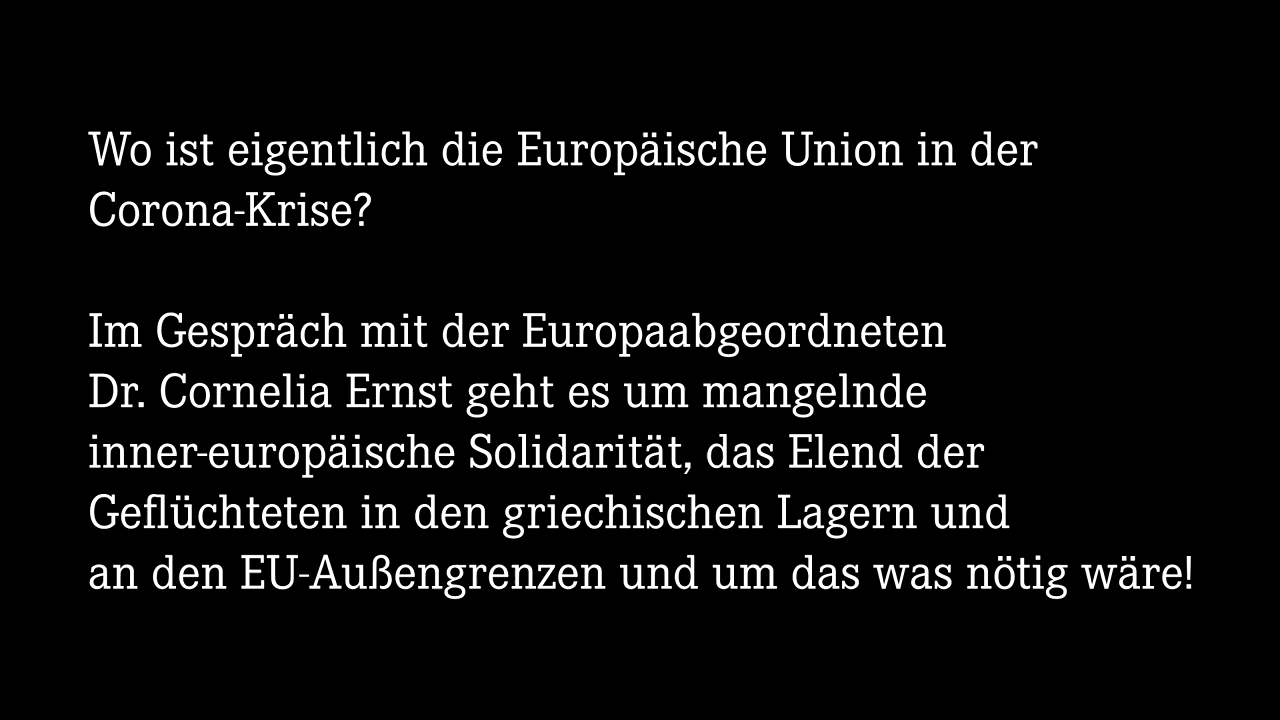 Wo ist eigentlich die Europäische Union in der
Corona-Krise?
Im Gespräch mit der Europaabgeordneten
Dr. Cornelia Ernst geht es um mangelnde
inner-europäische Solidarität, das Elend der
Geflüchteten in den griechischen Lagern und
an den EU-Außengrenzen und um das was nötig wäre!